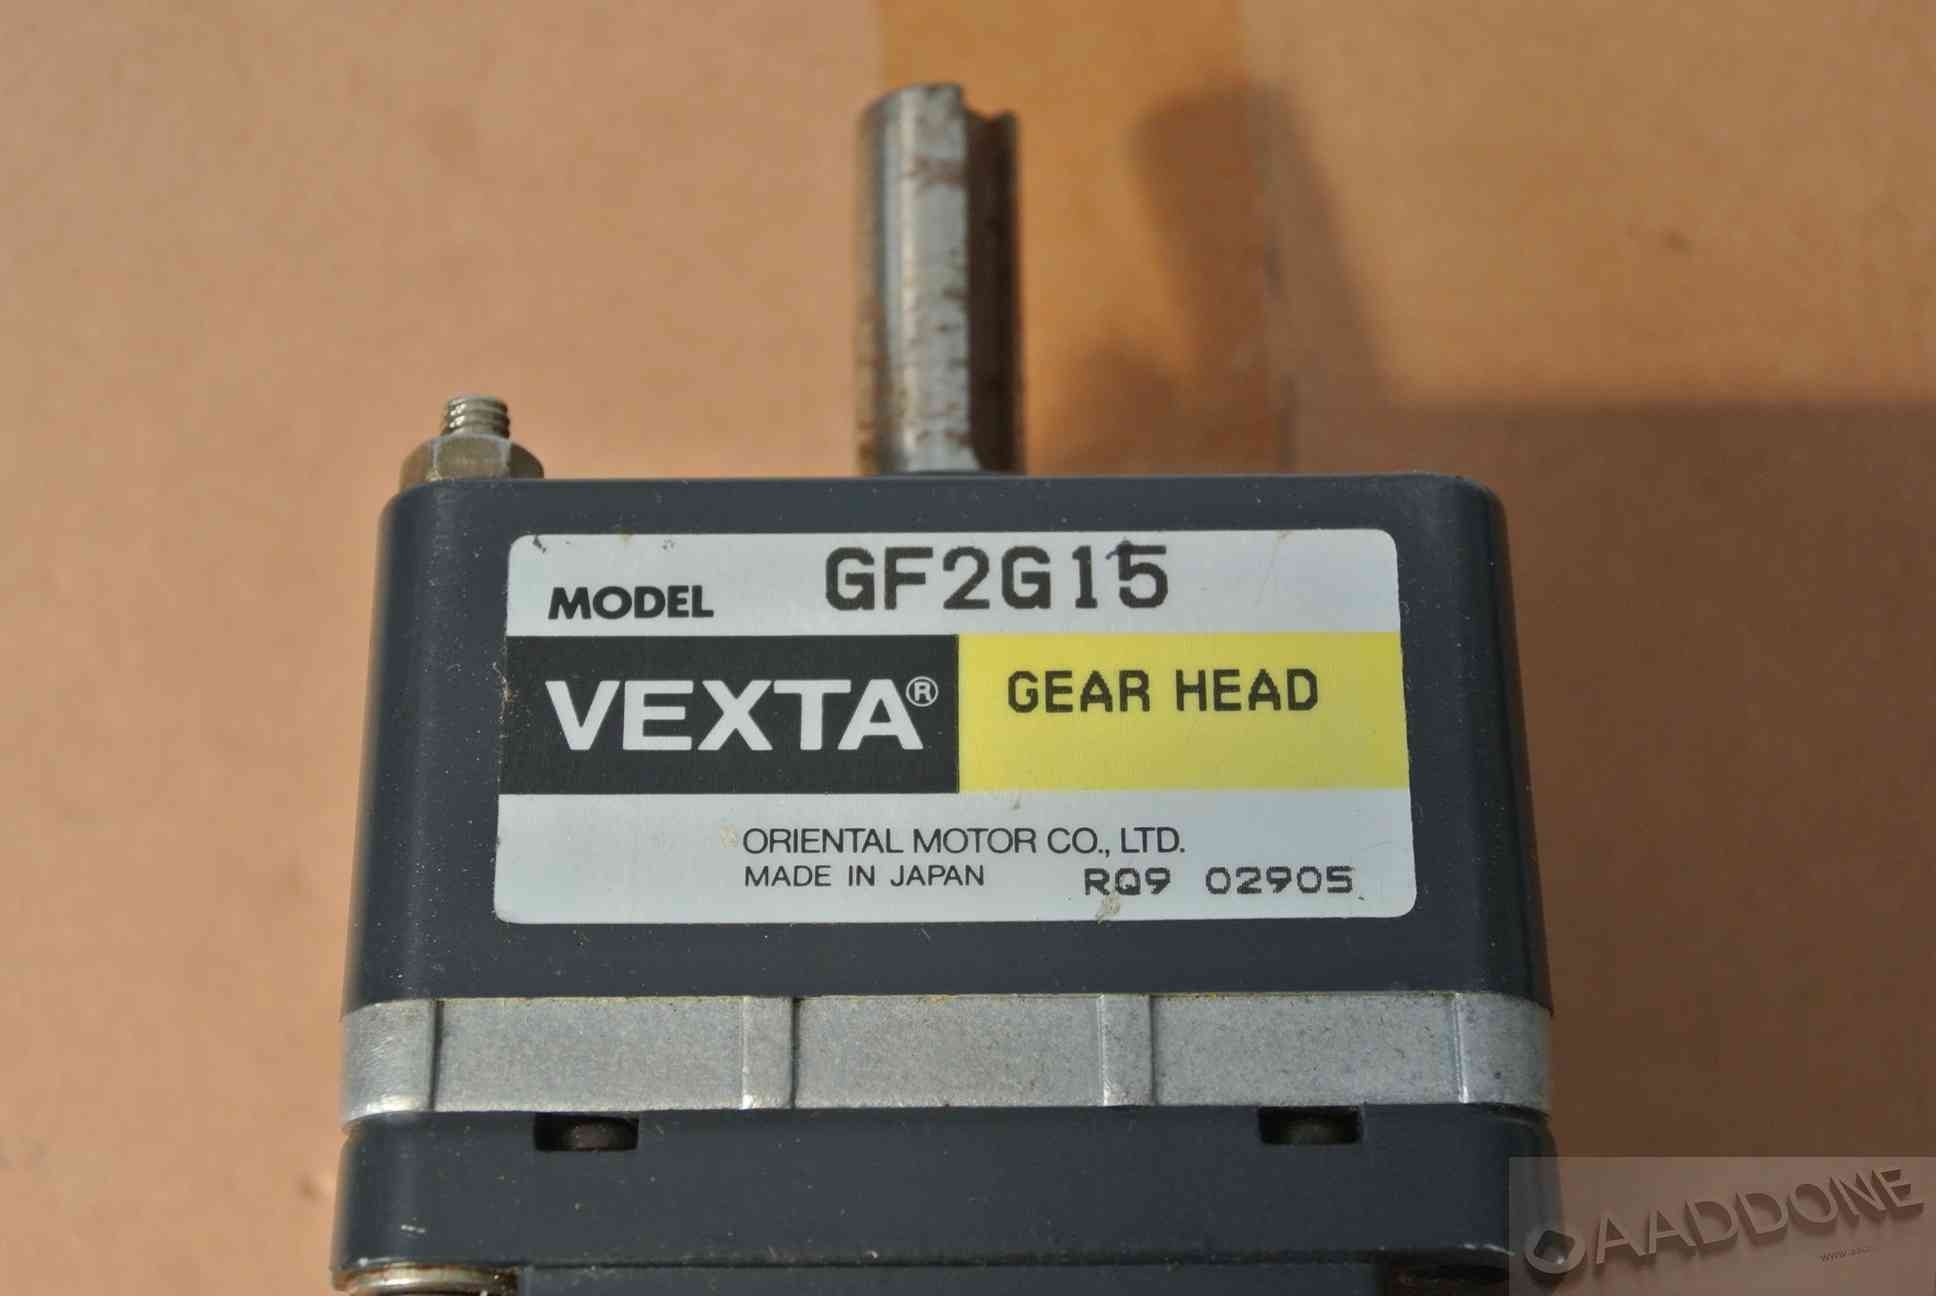 MODEL GF2G15
VEXTA® GEAR HEAD
ORIENTAL MOTOR CO., LTD.
MADE IN JAPAN RQ9 02905
AADDONE